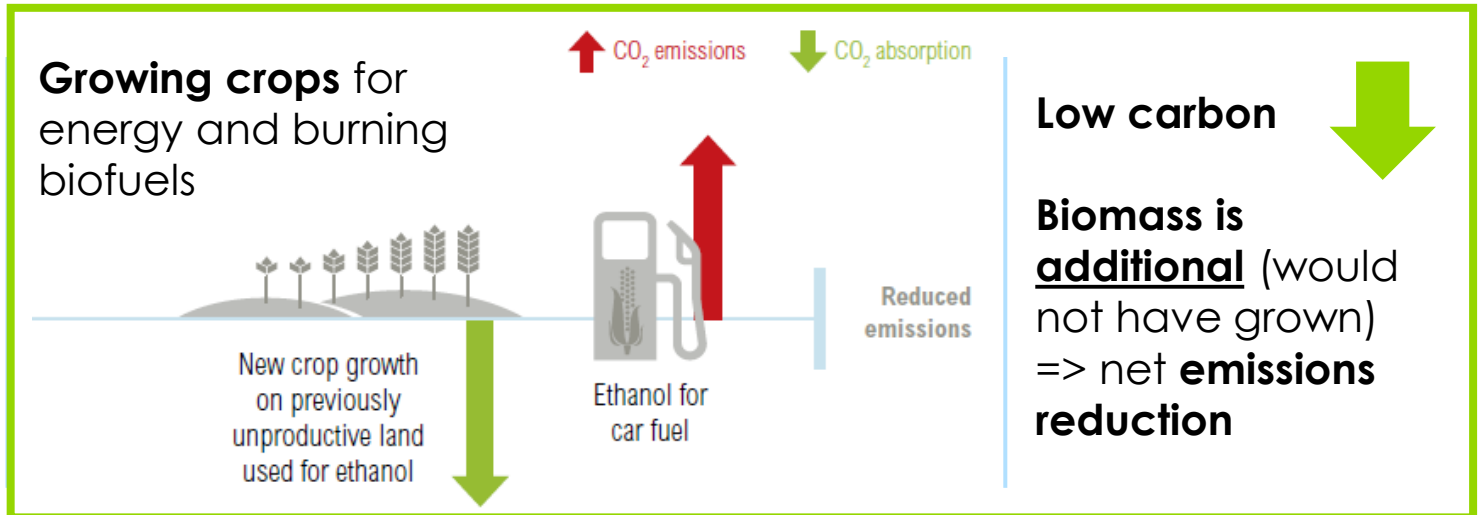 Growing crops for
energy and burning
biofuels
CO₂ emissions
CO₂ absorption
New crop growth
on previously
unproductive land
used for ethanol
Ethanol for
car fuel
Reduced
emissions
Low carbon
Biomass is
additional (would
not have grown)
=> net emissions
reduction